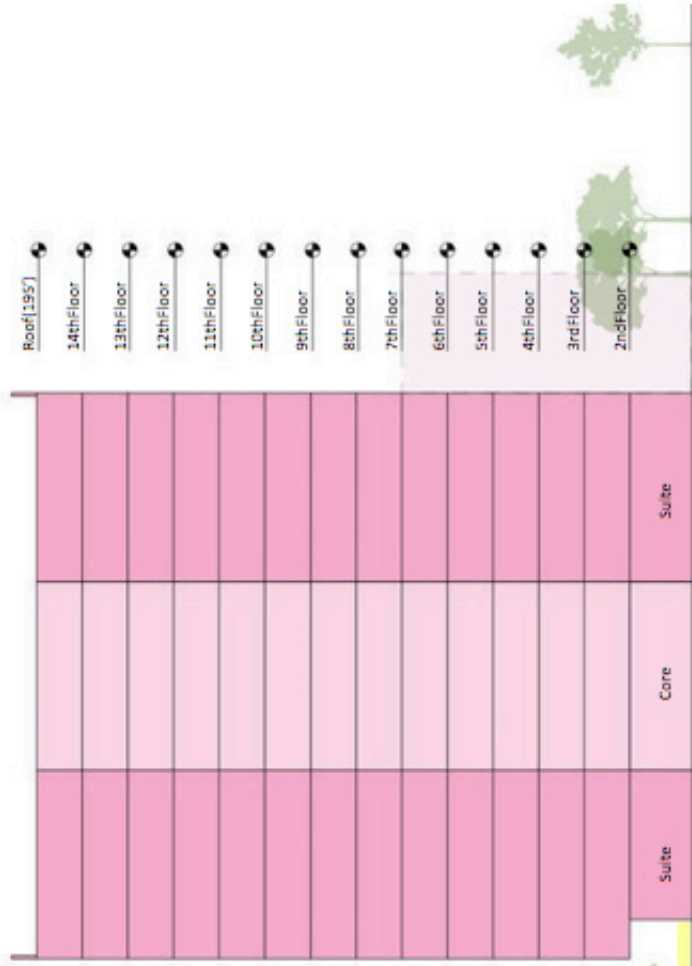 Roof(195')
14thFloor
13thFloor
12thFloor
11thFloor
10thFloor
9thFloor
8thFloor
7thFloor
6thFloor
5thFloor
4thFloor
3rdFloor
2ndFloor
Suite
Core
Suite